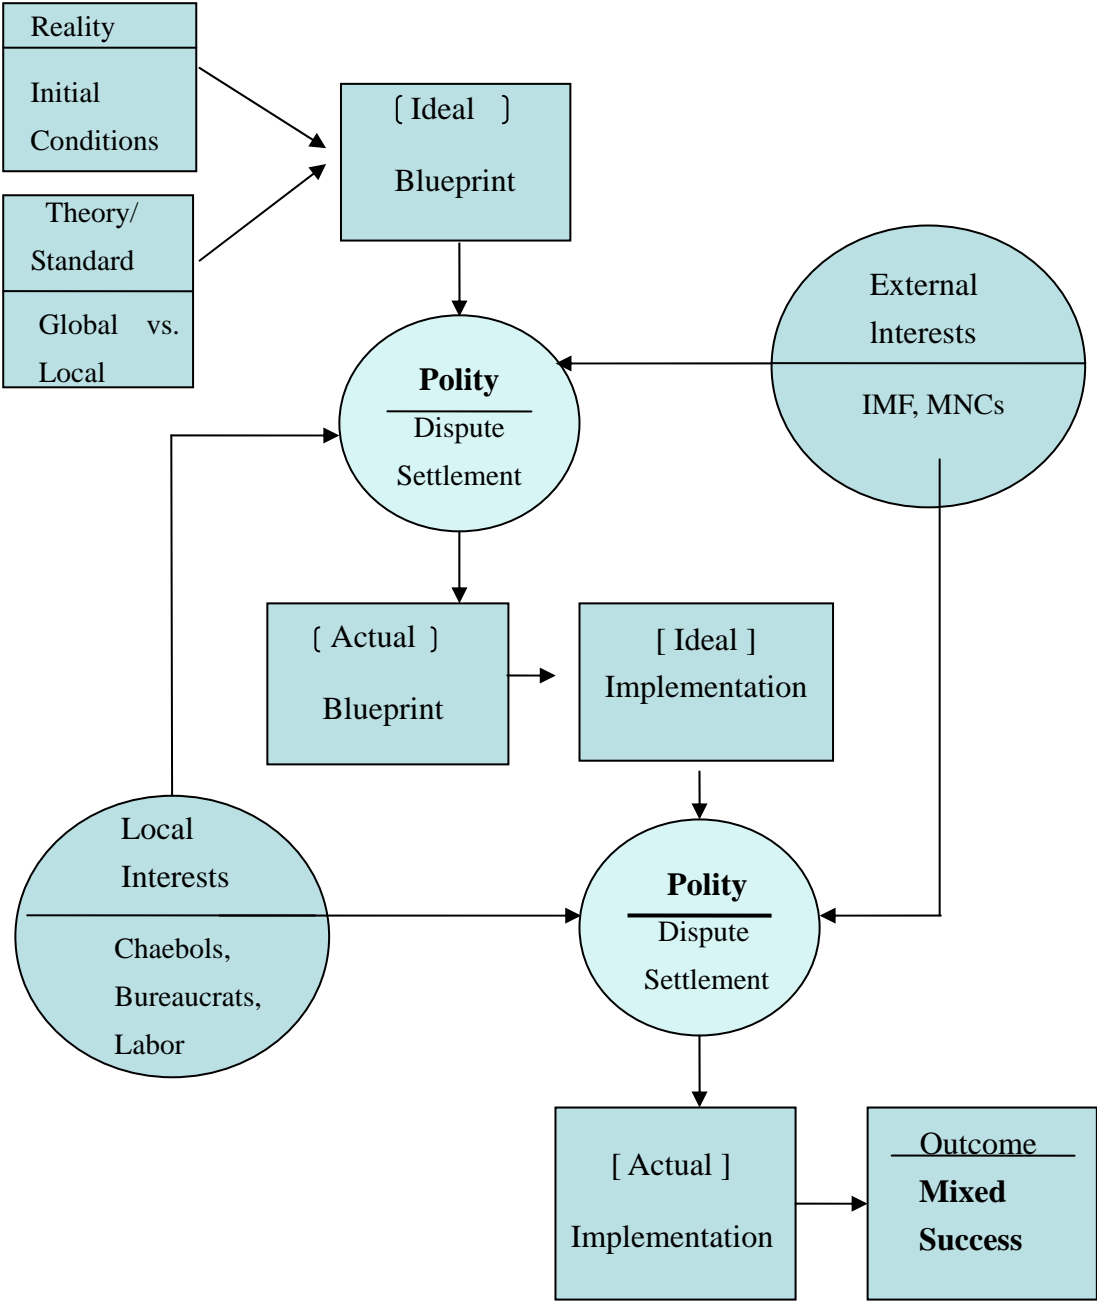 Reality
Initial
Conditions
〔 Ideal 〕
Blueprint
Theory/
Standard
Global vs.
Local
External
Interests
IMF, MNCs
Polity
Dispute
Settlement
〔 Actual 〕
Blueprint
[ Ideal ]
Implementation
Local
Interests
Chaebols,
Bureaucrats,
Labor
Polity
Dispute
Settlement
[ Actual ]
Implementation
Outcome
Mixed
Success